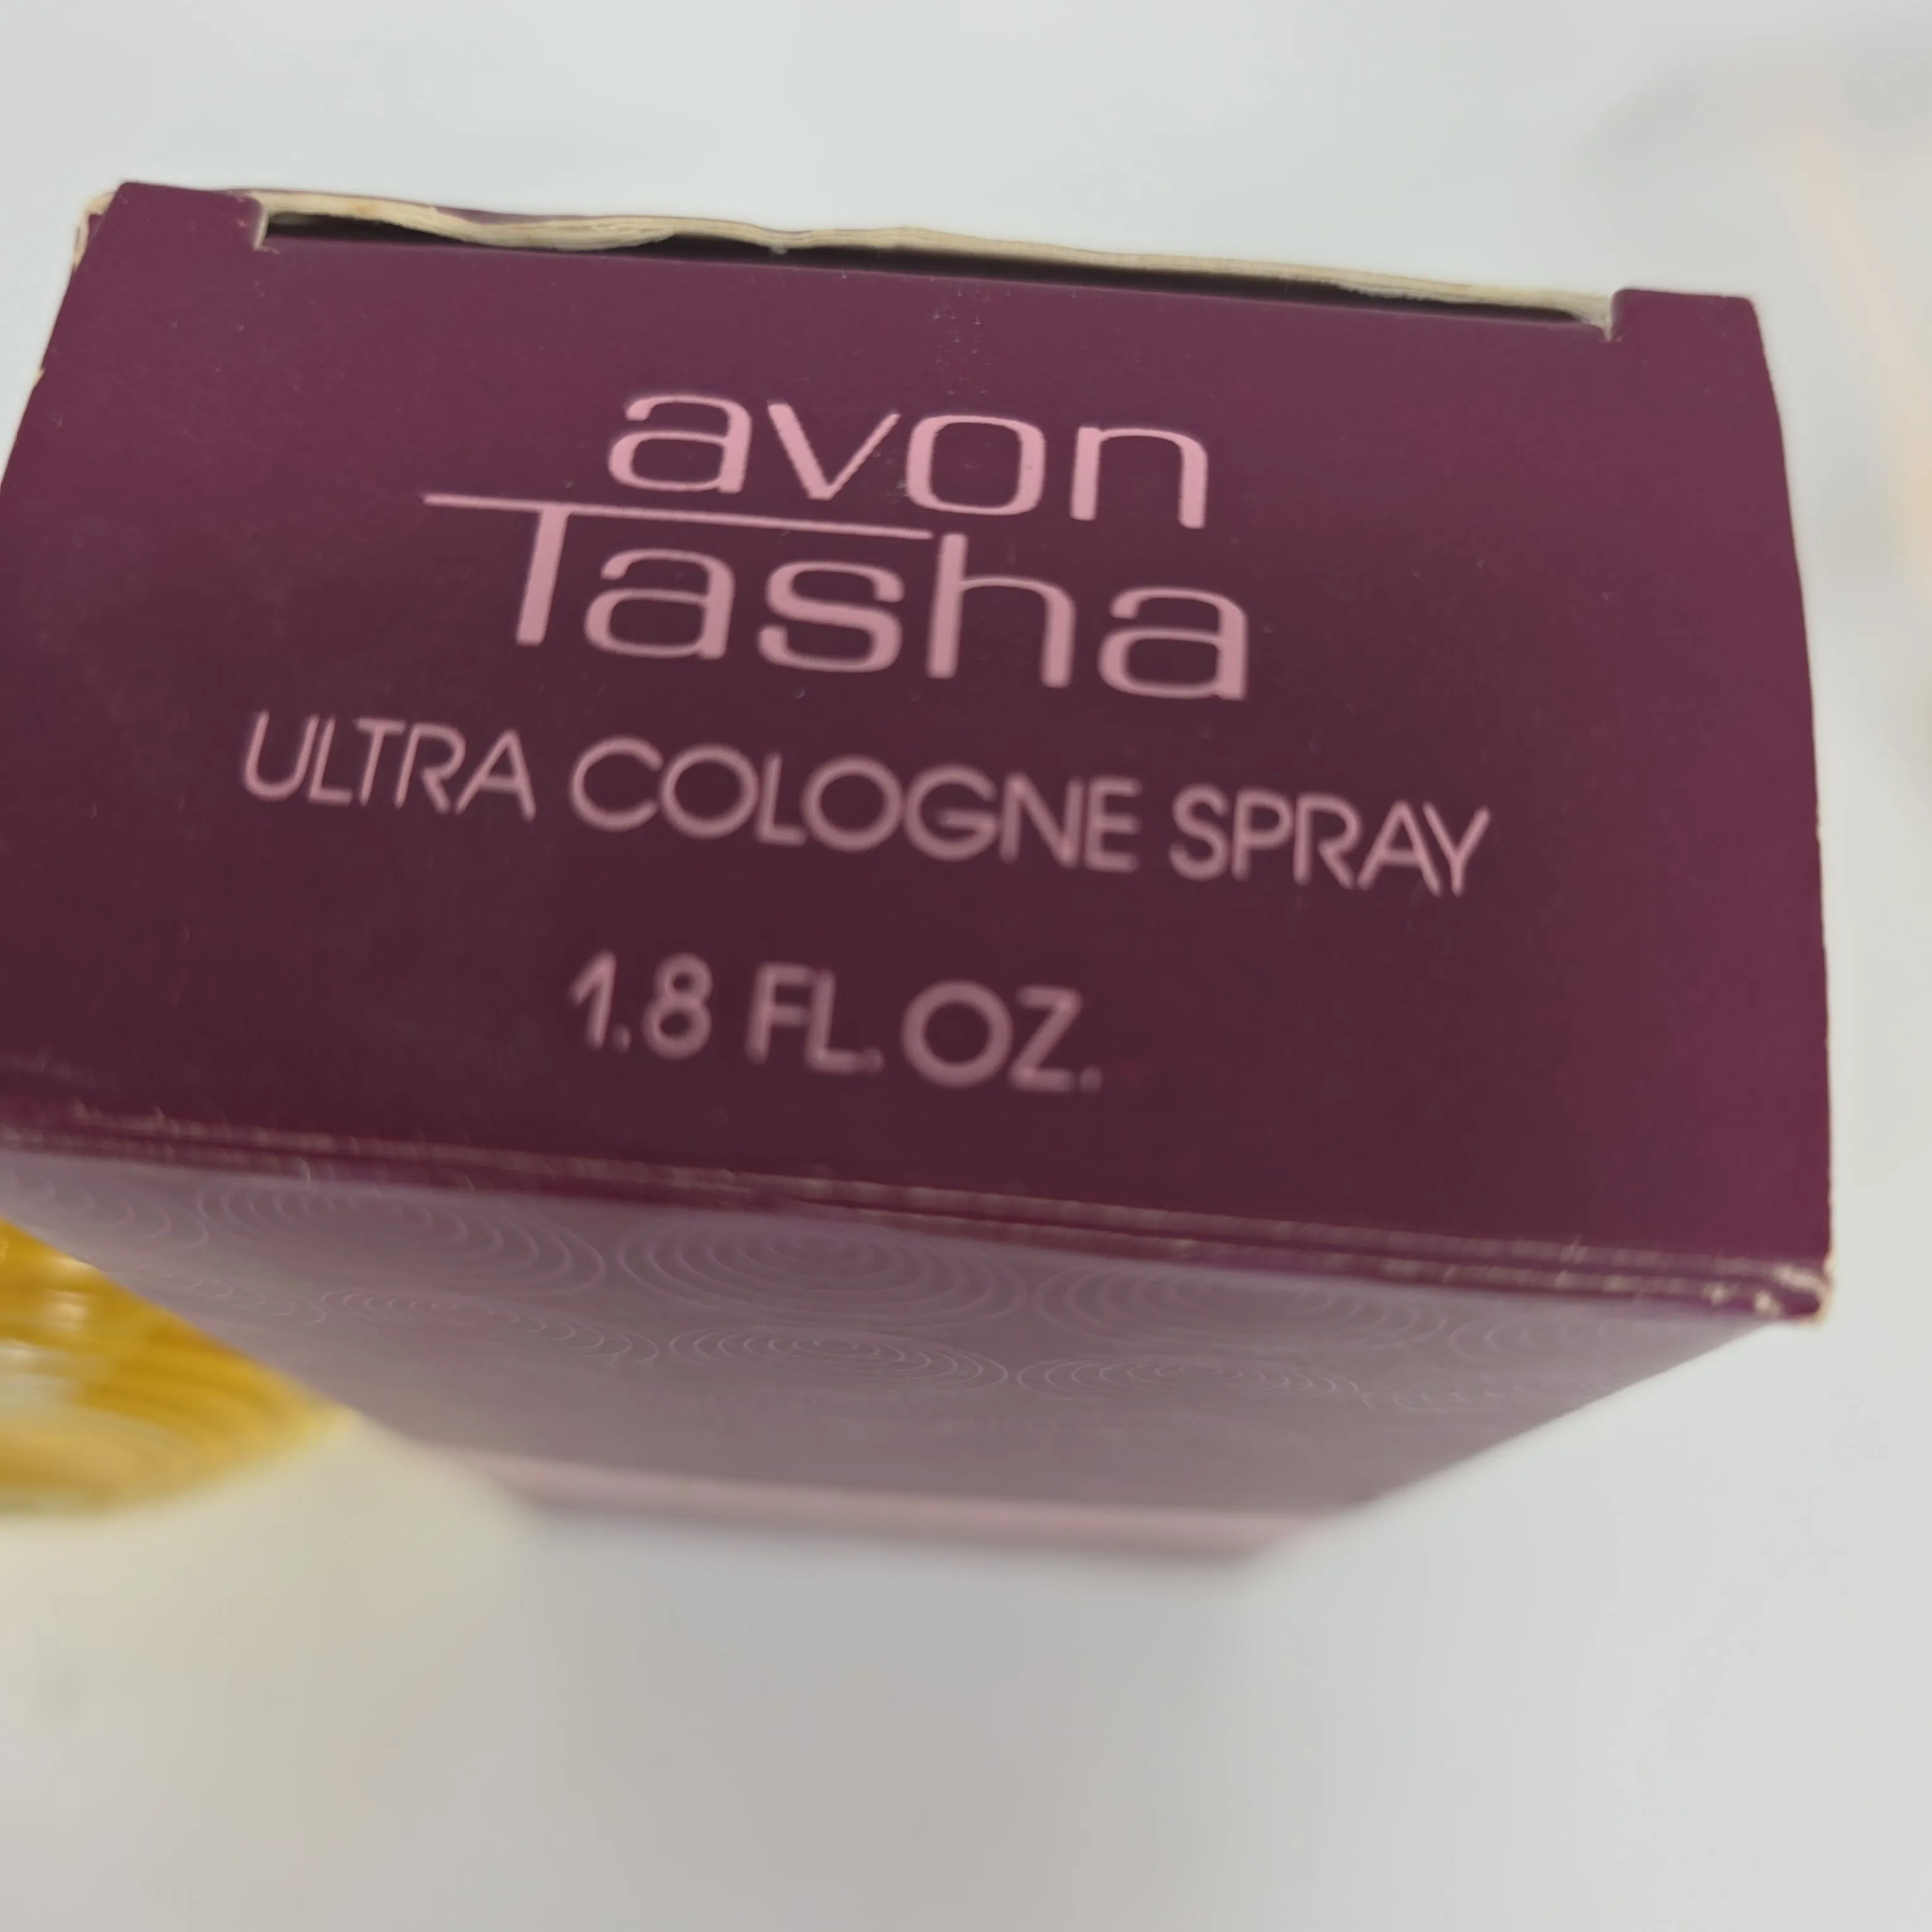 avon
Tasha
ULTRA COLOGNE SPRAY
1.8 FL. OZ.